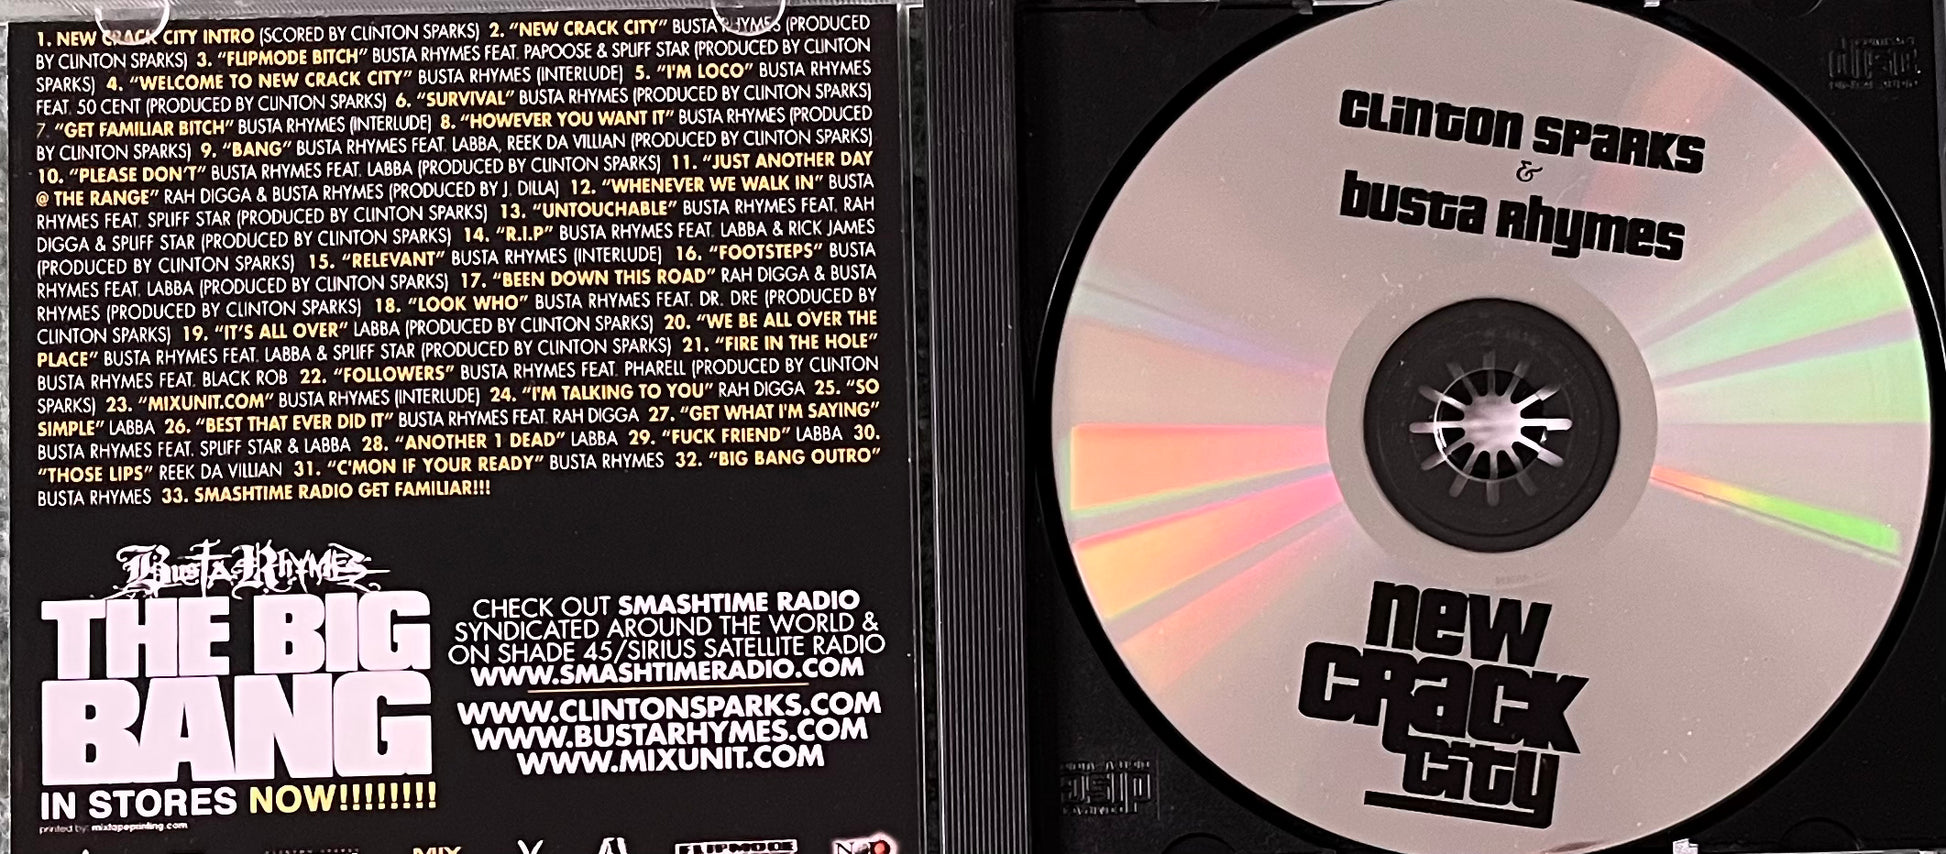 1. NEW CRACK CITY INTRO (SCORED BY CLINTON SPARKS) 2. “NEW CRACK CITY” BUSTA RHYMES (PRODUCED
BY CLINTON SPARKS) 3. “FLIPMODE BITCH” BUSTA RHYMES FEAT. PAPOOSE & SPLIFF STAR (PRODUCED BY CLINTON
SPARKS) 4. “WELCOME TO NEW CRACK CITY” BUSTA RHYMES (INTERLUDE) 5. “I'M LOCO” BUSTA RHYMES
FEAT. 50 CENT (PRODUCED BY CLINTON SPARKS) 6. “SURVIVAL” BUSTA RHYMES (PRODUCED BY CLINTON SPARKS)
7. “GET FAMILIAR BITCH” BUSTA RHYMES (INTERLUDE) 8. “HOWEVER YOU WANT IT” BUSTA RHYMES (PRODUCED
BY CLINTON SPARKS) 9. “BANG” BUSTA RHYMES FEAT. LABBA, REEK DA VILLIAN (PRODUCED BY CLINTON SPARKS)
10. “PLEASE DON'T” BUSTA RHYMES FEAT. LABBA (PRODUCED BY CLINTON SPARKS) 11. “JUST ANOTHER DAY
@ THE RANGE” RAH DIGGA & BUSTA RHYMES (PRODUCED BY J. DILLA) 12. “WHENEVER WE WALK IN” BUSTA
RHYMES FEAT. SPLIFF STAR (PRODUCED BY CLINTON SPARKS) 13. “UNTOUCHABLE” BUSTA RHYMES FEAT. RAH
DIGGA & SPLIFF STAR (PRODUCED BY CLINTON SPARKS) 14. “R.I.P” BUSTA RHYMES FEAT. LABBA & RICK JAMES
(PRODUCED BY CLINTON SPARKS) 15. “RELEVANT” BUSTA RHYMES (INTERLUDE) 16. “FOOTSTEPS” BUSTA
RHYMES FEAT. LABBA (PRODUCED BY CLINTON SPARKS) 17. “BEEN DOWN THIS ROAD” RAH DIGGA & BUSTA
RHYMES (PRODUCED BY CLINTON SPARKS) 18. “LOOK WHO” BUSTA RHYMES FEAT. DR. DRE (PRODUCED BY
CLINTON SPARKS) 19. “IT'S ALL OVER” LABBA (PRODUCED BY CLINTON SPARKS) 20. “WE BE ALL OVER THE
PLACE” BUSTA RHYMES FEAT. LABBA & SPLIFF STAR (PRODUCED BY CLINTON SPARKS) 21. “FIRE IN THE HOLE”
BUSTA RHYMES FEAT. BLACK ROB 22. “FOLLOWERS” BUSTA RHYMES FEAT. PHARELL (PRODUCED BY CLINTON
SPARKS) 23. “MIXUNIT.COM” BUSTA RHYMES (INTERLUDE) 24. “I'M TALKING TO YOU” RAH DIGGA 25. “SO
SIMPLE” LABBA 26. “BEST THAT EVER DID IT” BUSTA RHYMES FEAT. RAH DIGGA 27. “GET WHAT I'M SAYING”
BUSTA RHYMES FEAT. SPLIFF STAR & LABBA 28. “ANOTHER 1 DEAD” LABBA 29. “FUCK FRIEND” LABBA 30.
“THOSE LIPS” REEK DA VILLIAN 31. “C'MON IF YOUR READY” BUSTA RHYMES 32. “BIG BANG OUTRO”
BUSTA RHYMES 33. SMASHTIME RADIO GET FAMILIAR!!!
Busta Rhymes
THE BIG
BANG
IN STORES NOW!!!!!!!!
printed by: mixtapeprinting.com
CHECK OUT SMASHTIME RADIO
SYNDICATED AROUND THE WORLD &
ON SHADE 45/SIRIUS SATELLITE RADIO
WWW.SMASHTIMERADIO.COM
WWW.CLINTONSPARKS.COM
WWW.BUSTARHYMES.COM
WWW.MIXUNIT.COM
MIX
FLIPMODE
CLINTON SPARKS
&
BUSTA RHYMES
NEW
CRACK
CITY
disc